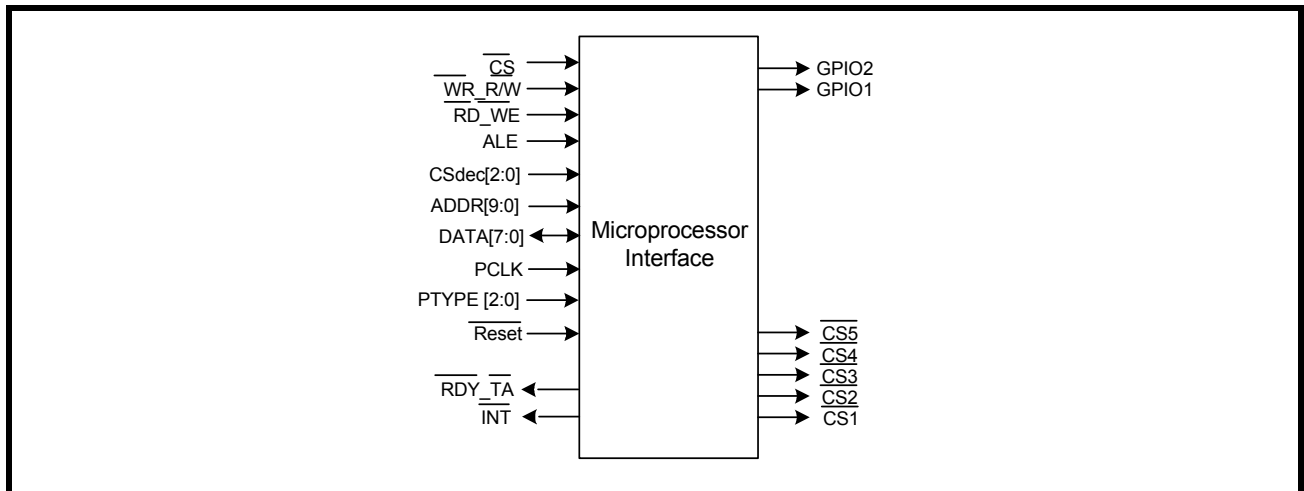 CS
WR_R/W
RD_WE
ALE
CSdec[2:0]
ADDR[9:0]
DATA[7:0]
PCLK
PTYPE [2:0]
Reset
RDY_TA
INT
Microprocessor
Interface
GPIO2
GPIO1
CS5
CS4
CS3
CS2
CS1